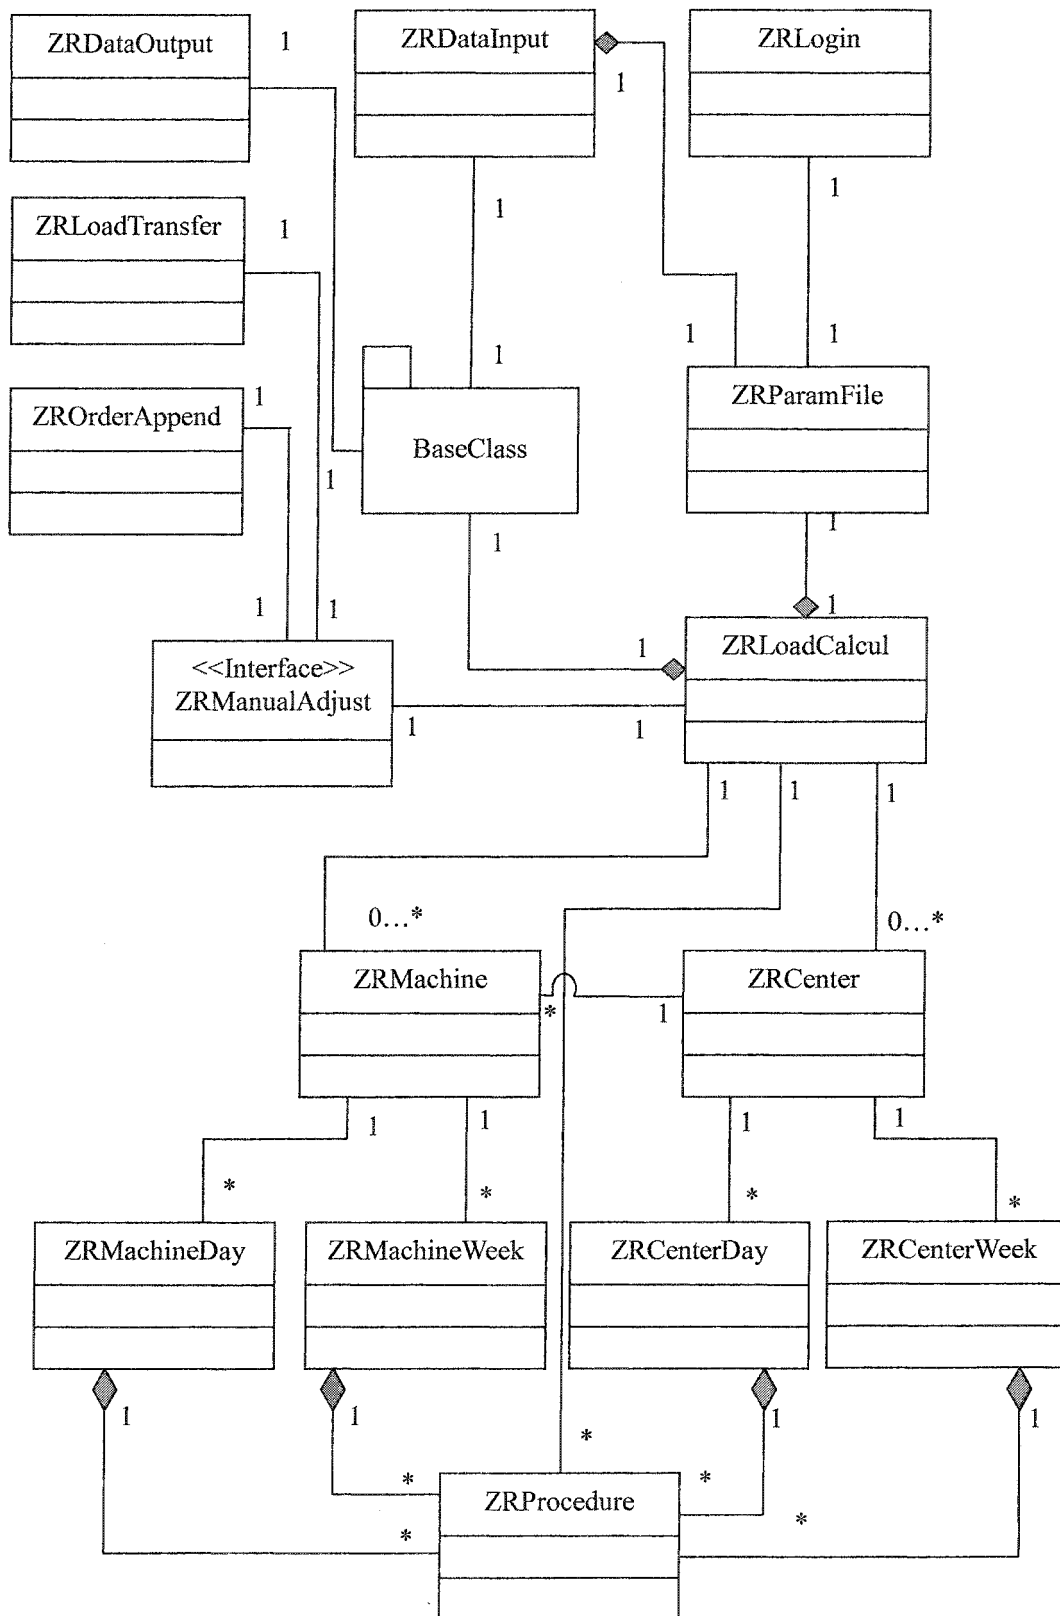 ZRDataOutput
1
ZRDataInput
1
ZRLogin
1
1
ZRLoadTransfer
1
1
1
1
ZROrderAppend
1
BaseClass
ZRParamFile
1
1
1
1
1
1
<<Interface>>
ZRManualAdjust
1
1
1
ZRLoadCalcul
1
1
1
1
0...*
0...*
ZRMachine
*
1
ZRCenter
1
1
1
1
*
*
*
*
ZRMachineDay
ZRMachineWeek
ZRCenterDay
ZRCenterWeek
1
1
1
1
*
*
*
*
*
ZRProcedure